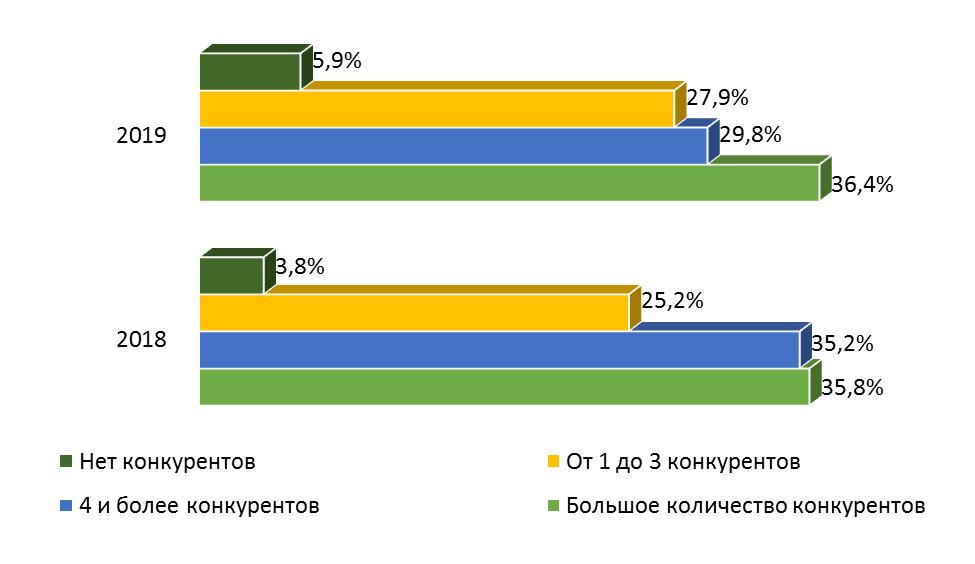 5,9%
27,9%
2019
29,8%
36,4%
3,8%
25,2%
2018
35,2%
35,8%
Нет конкурентов
От 1 до 3 конкурентов
4 и более конкурентов
Большое количество конкурентов